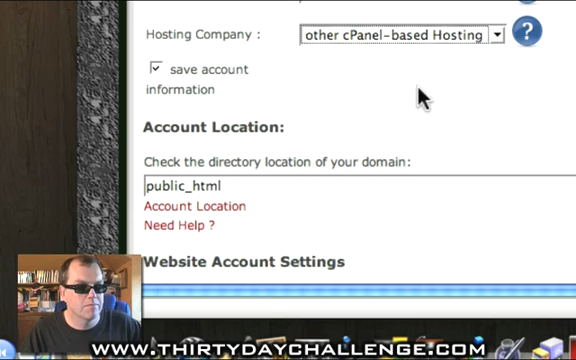 Hosting Company :
other cPanel-based Hosting
?
save account
information
Account Location:
Check the directory location of your domain:
public_html
Account Location
Need Help ?
Website Account Settings
WWW.THIRTYDAYCHALLENGE.COM